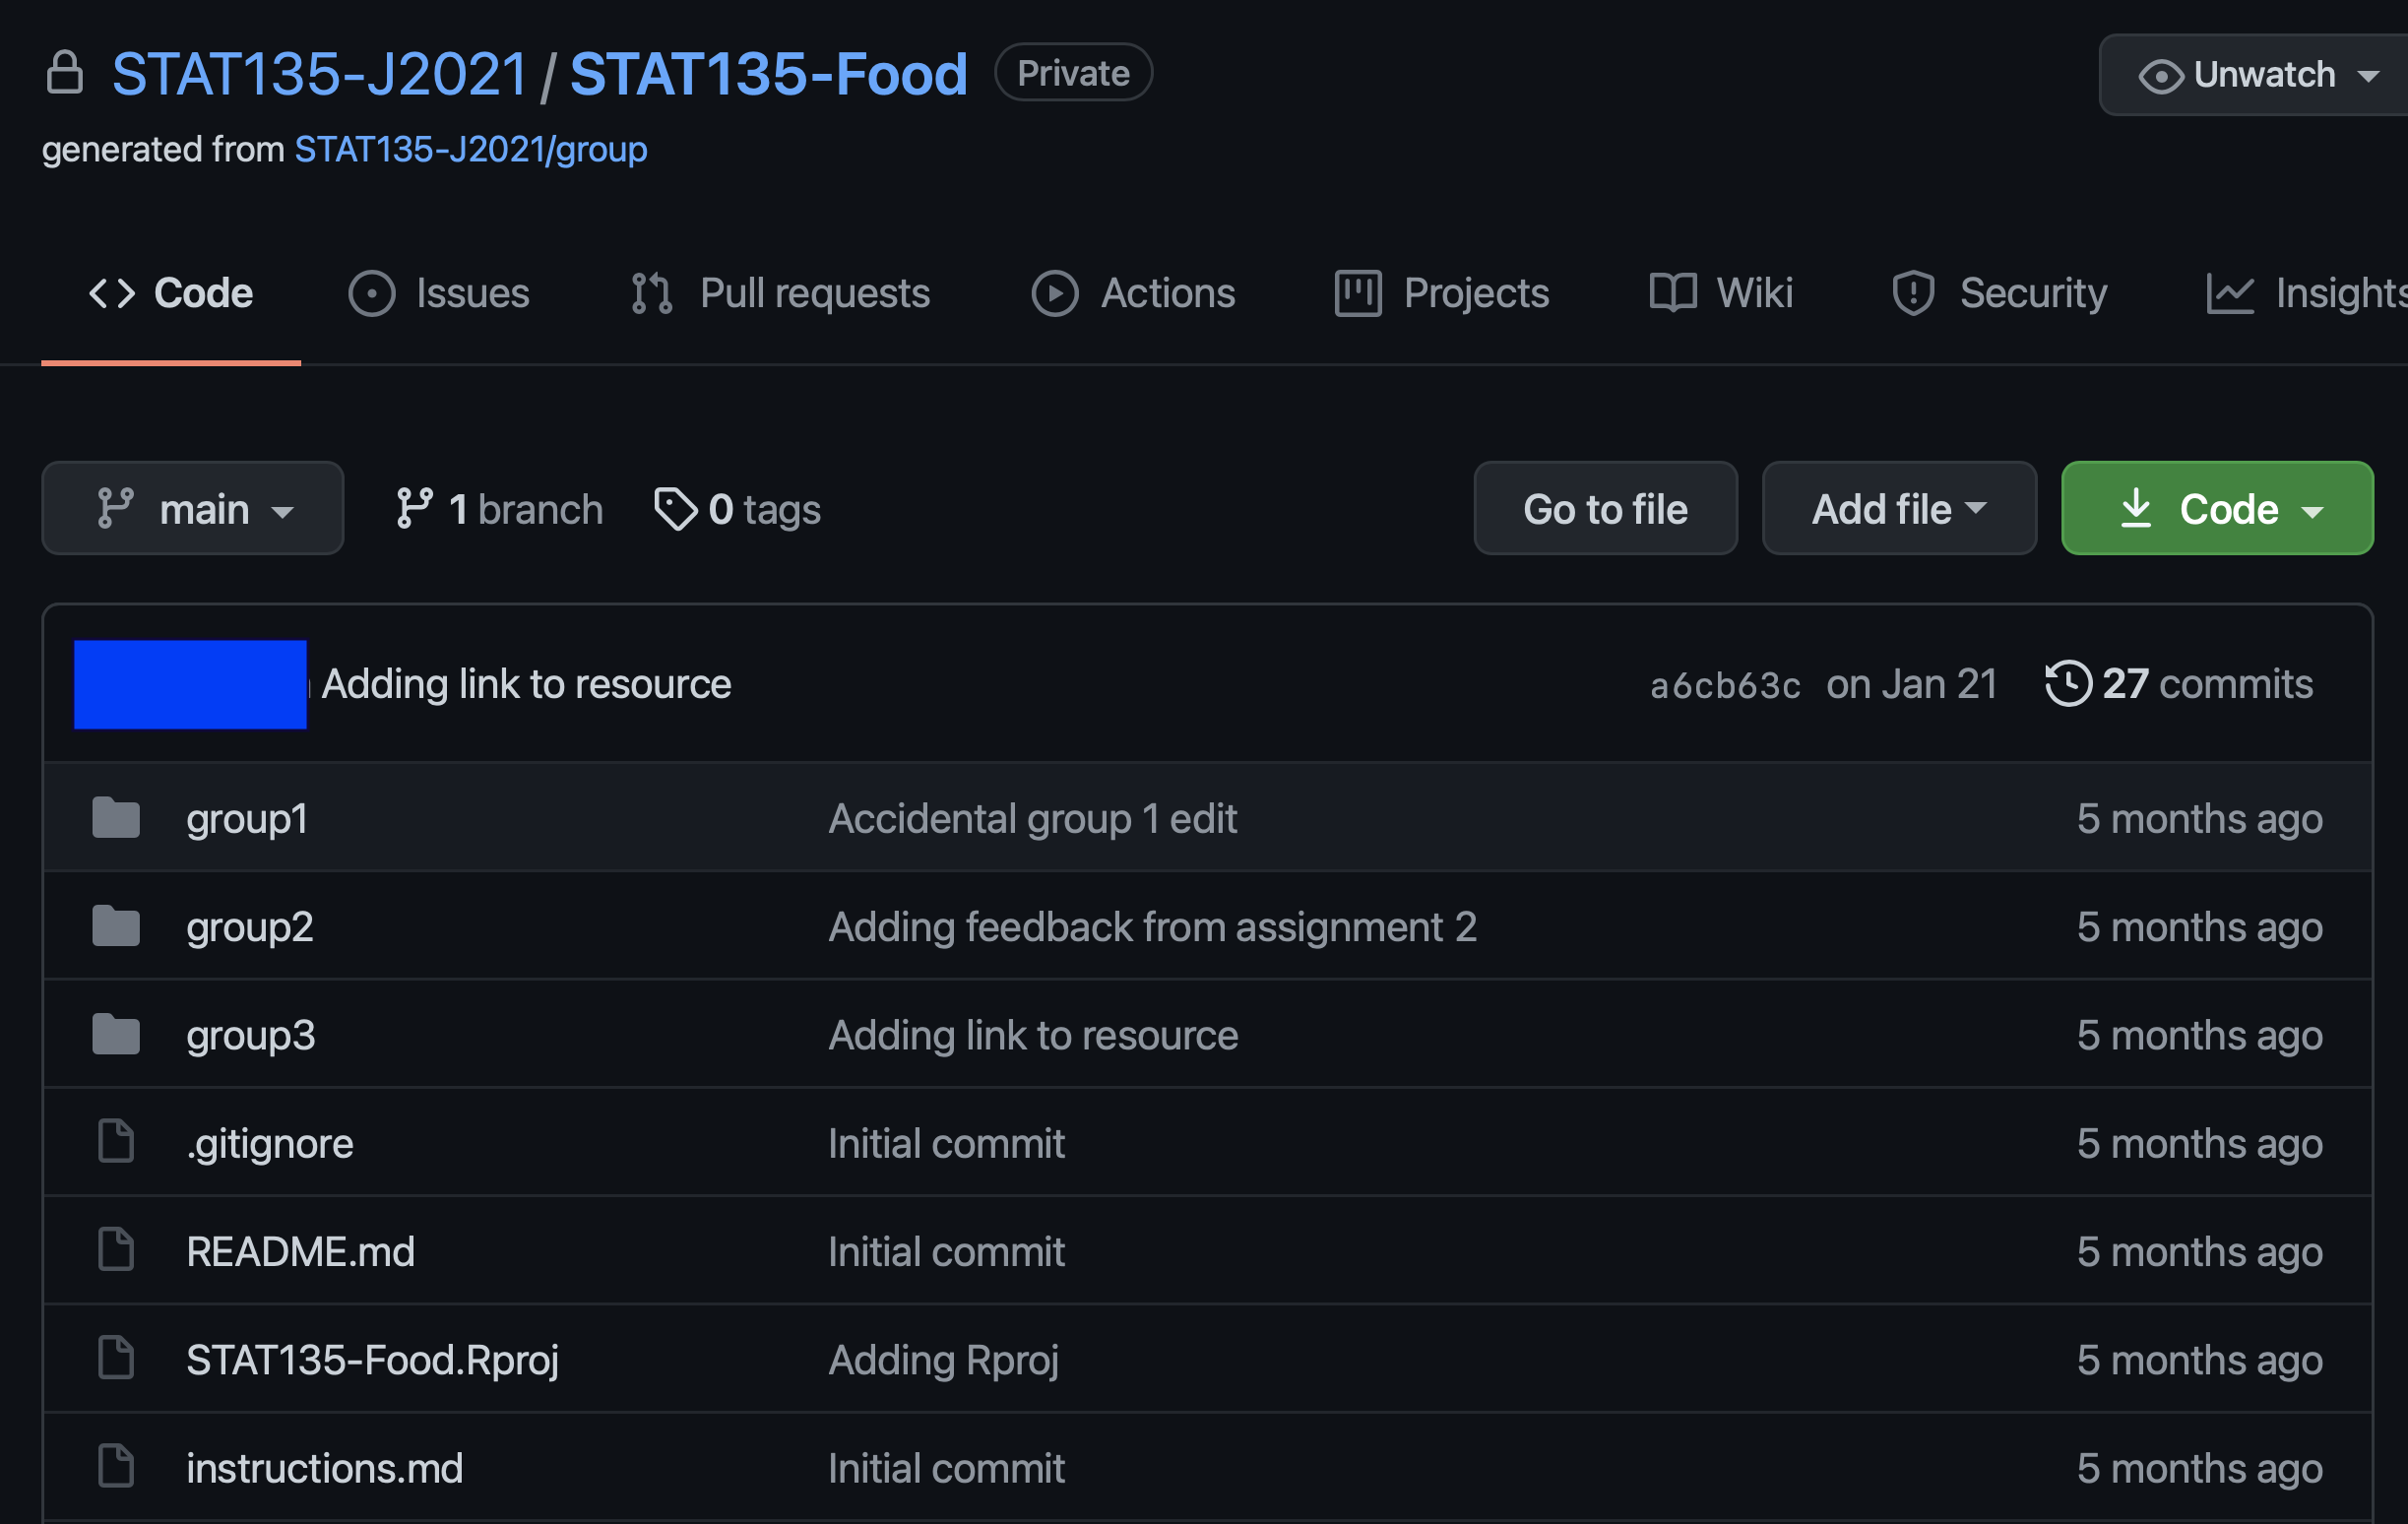 STAT135-J2021 / STAT135-Food Private Unwatch
generated from STAT135-J2021/group
Code Issues Pull requests Actions Projects Wiki Security Insights
main 1 branch 0 tags Go to file Add file Code
Adding link to resource a6cb63c on Jan 21 27 commits
group1 Accidental group 1 edit 5 months ago
group2 Adding feedback from assignment 2 5 months ago
group3 Adding link to resource 5 months ago
.gitignore Initial commit 5 months ago
README.md Initial commit 5 months ago
STAT135-Food.Rproj Adding Rproj 5 months ago
instructions.md Initial commit 5 months ago